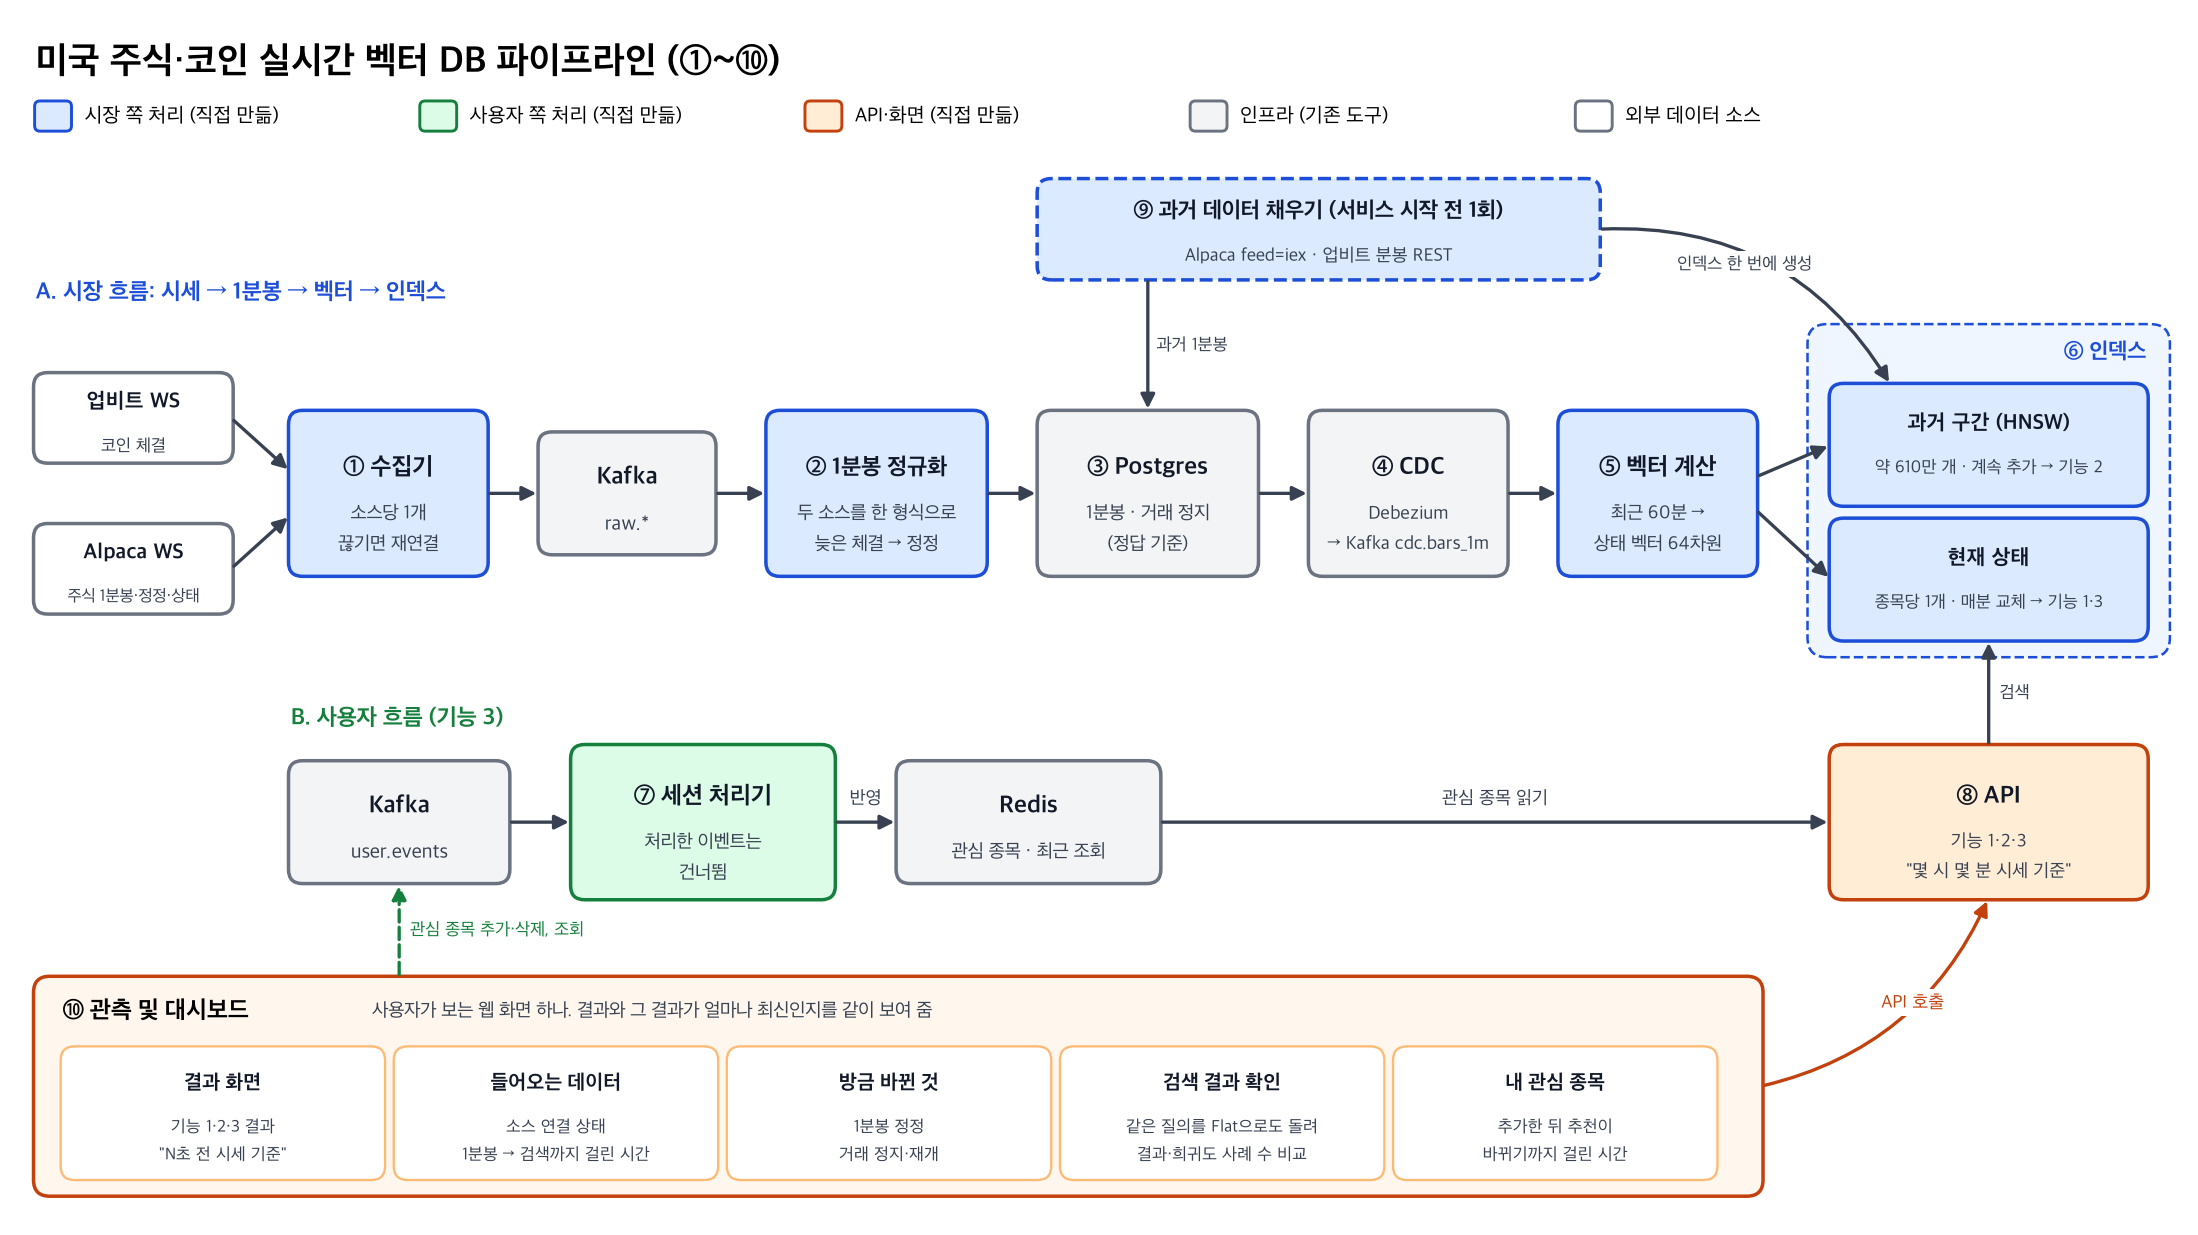 미국 주식·코인 실시간 벡터 DB 파이프라인 (①~⑩)
시장 쪽 처리 (직접 만듦)
사용자 쪽 처리 (직접 만듦)
API·화면 (직접 만듦)
인프라 (기존 도구)
외부 데이터 소스
⑨ 과거 데이터 채우기 (서비스 시작 전 1회)
Alpaca feed=iex · 업비트 분봉 REST
인덱스 한 번에 생성
A. 시장 흐름: 시세 → 1분봉 → 벡터 → 인덱스
과거 1분봉
⑥ 인덱스
업비트 WS
코인 체결
Alpaca WS
주식 1분봉·정정·상태
① 수집기
소스당 1개
끊기면 재연결
Kafka
raw.*
② 1분봉 정규화
두 소스를 한 형식으로
늦은 체결 → 정정
③ Postgres
1분봉 · 거래 정지
(정답 기준)
④ CDC
Debezium
→ Kafka cdc.bars_1m
⑤ 벡터 계산
최근 60분 →
상태 벡터 64차원
과거 구간 (HNSW)
약 610만 개 · 계속 추가 → 기능 2
현재 상태
종목당 1개 · 매분 교체 → 기능 1·3
검색
B. 사용자 흐름 (기능 3)
Kafka
user.events
⑦ 세션 처리기
처리한 이벤트는
건너뜀
반영
Redis
관심 종목 · 최근 조회
관심 종목 읽기
⑧ API
기능 1·2·3
"몇 시 몇 분 시세 기준"
관심 종목 추가·삭제, 조회
API 호출
⑩ 관측 및 대시보드
사용자가 보는 웹 화면 하나. 결과와 그 결과가 얼마나 최신인지를 같이 보여 줌
결과 화면
기능 1·2·3 결과
"N초 전 시세 기준"
들어오는 데이터
소스 연결 상태
1분봉 → 검색까지 걸린 시간
방금 바뀐 것
1분봉 정정
거래 정지·재개
검색 결과 확인
같은 질의를 Flat으로도 돌려
결과·희귀도 사례 수 비교
내 관심 종목
추가한 뒤 추천이
바뀌기까지 걸린 시간